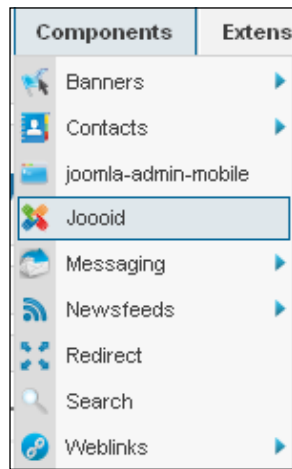 Components Extens
Banners
Contacts
joomla-admin-mobile
Joooid
Messaging
Newsfeeds
Redirect
Search
Weblinks